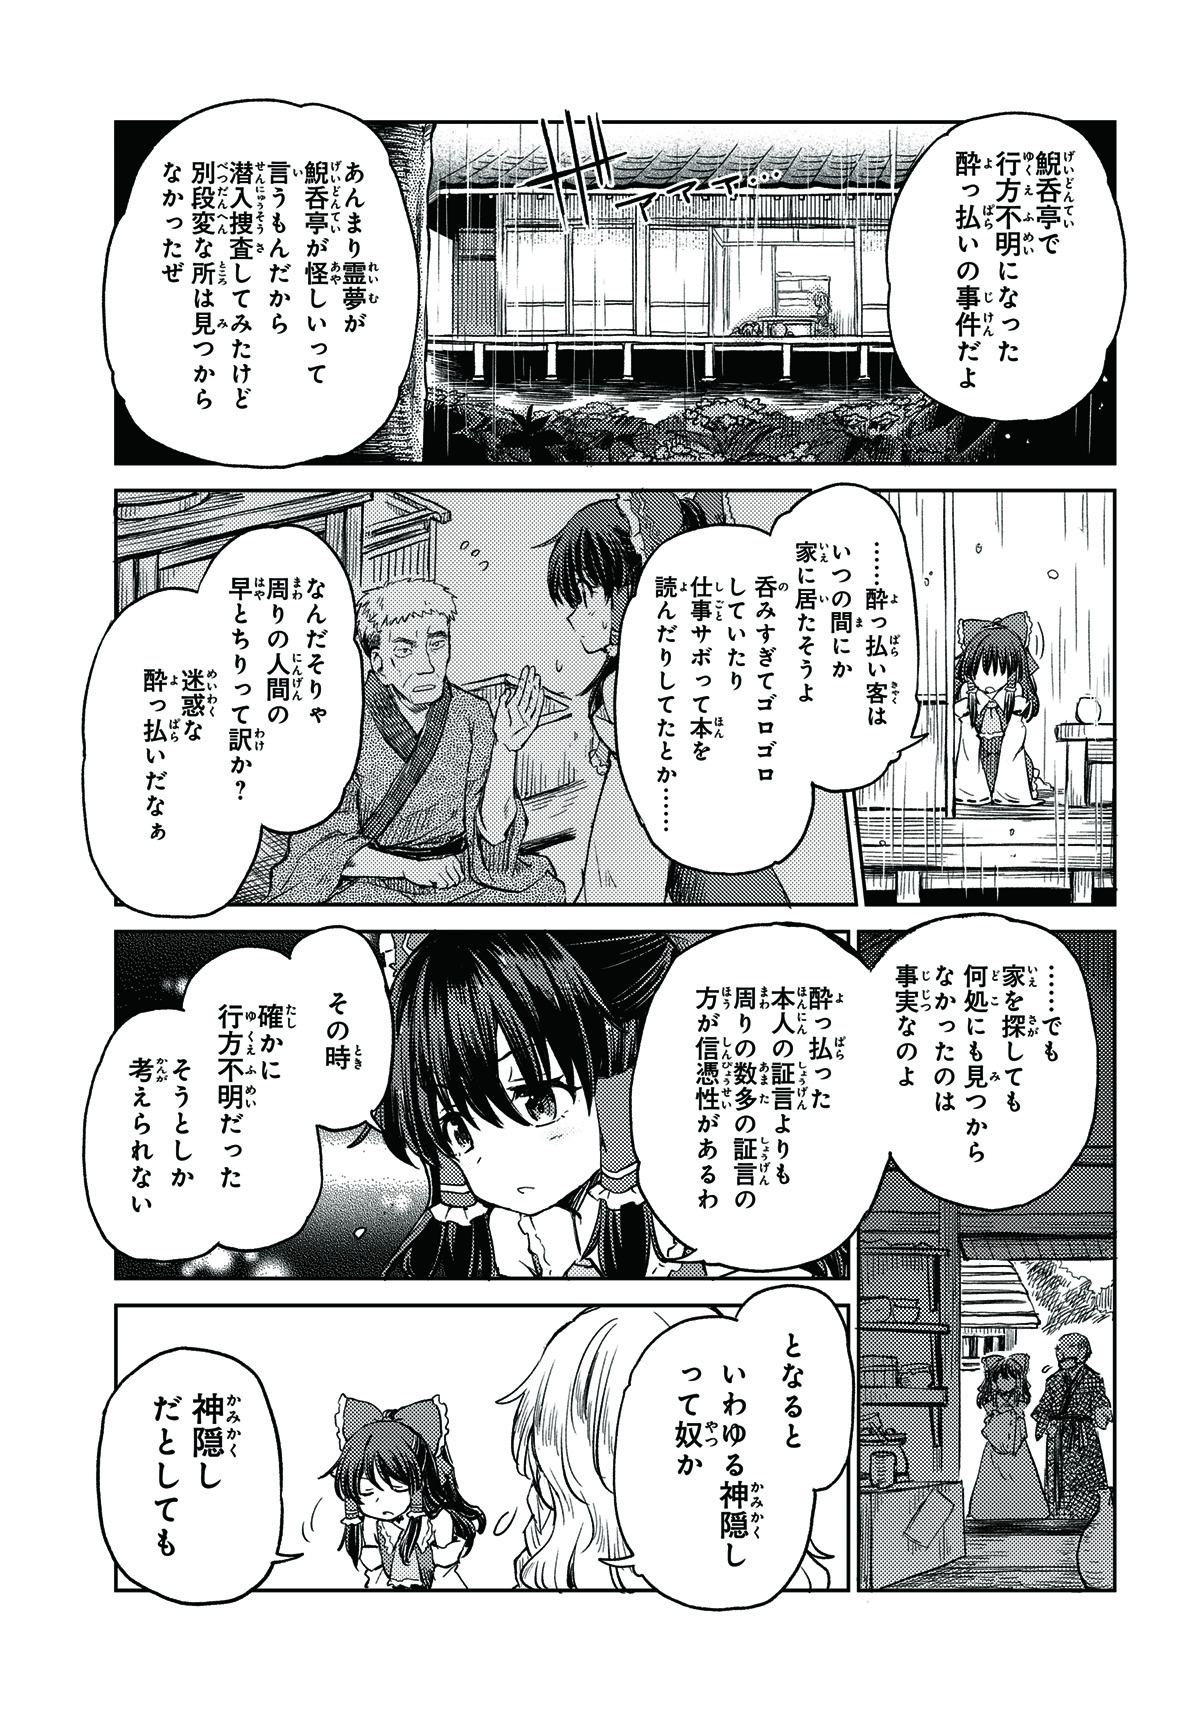 鯢呑亭で
行方不明になった
酔っ払いの事件だよ
マァァ…
あんまり霊夢が
鯢呑亭が怪しいって
言うもんだから
潜入捜査してみたけど
別段変な所は見つから
なかったぜ
……酔っ払い客は
いつの間にか
家に居たそうよ
呑みすぎてゴロゴロ
していたり
仕事サボって本を
読んだりしてたとか……
なんだそりゃ
周りの人間の
早とちりって訳か?
迷惑な
酔っ払いだなぁ
……でも
家を探しても
何処にも見つから
なかったのは
事実なのよ
酔っ払った
本人の証言よりも
周りの数多の証言の
方が信憑性があるわ
その時
確かに
行方不明だった
そうとしか
考えられない
となると
いわゆる神隠し
って奴か
神隠し
だとしても